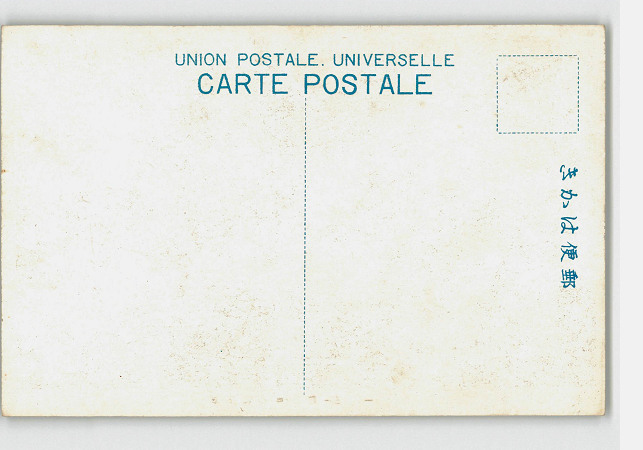 UNION POSTALE. UNIVERSELLE
CARTE POSTALE
郵便はかき